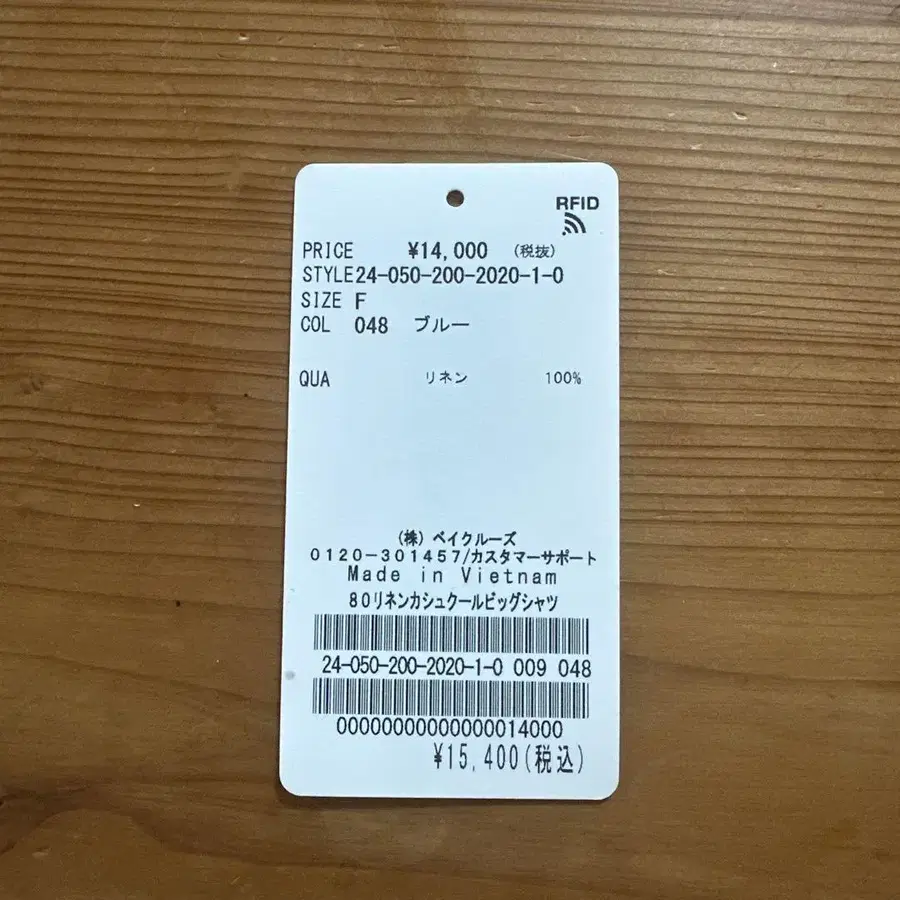 RFID
PRICE ¥14,000 (税抜)
STYLE24-050-200-2020-1-0
SIZE F
COL 048 ブルー
QUA リネン 100%
(株)ベイクルーズ
0120-301457/カスタマーサポート
Made in Vietnam
80リネンカシュクールビッグシャツ
24-050-200-2020-1-0 009 048
000000000000000014000
¥15,400(税込)